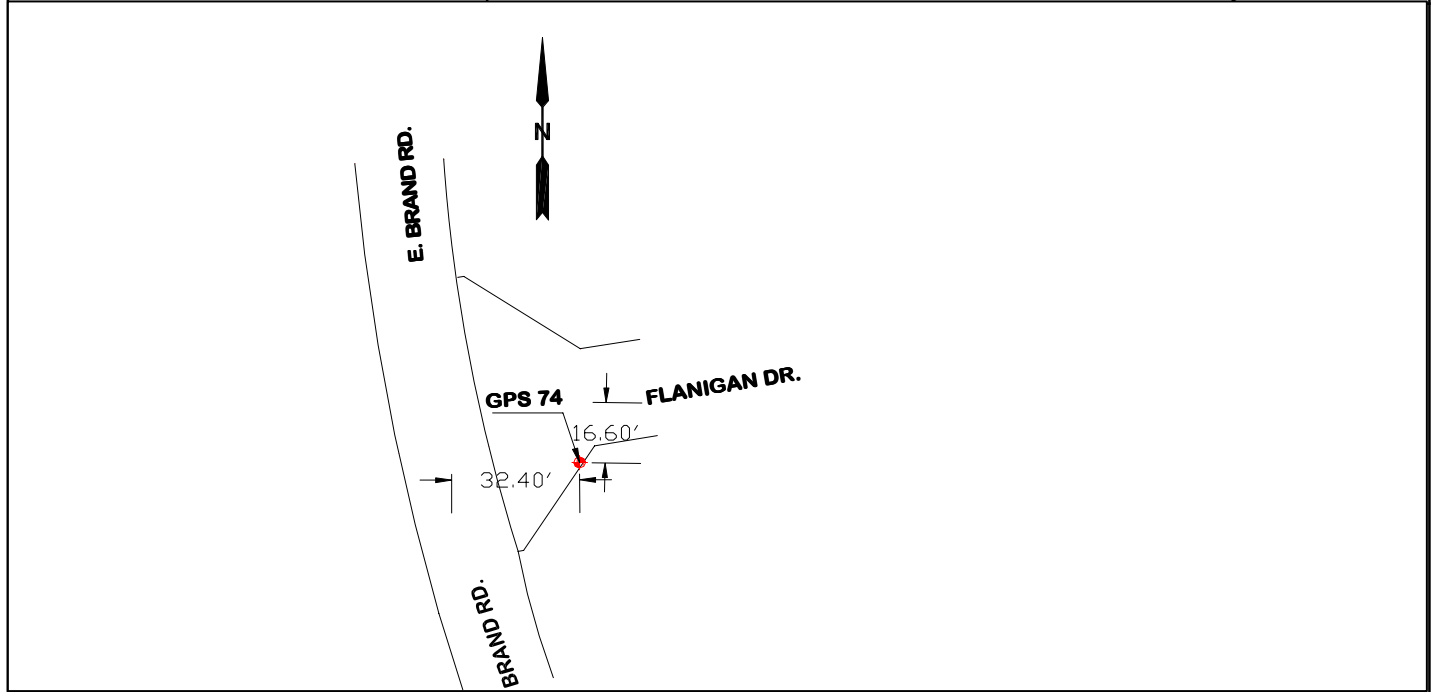 N
E. BRAND RD.
FLANIGAN DR.
GPS 74
16.60'
32.40'
BRAND RD.